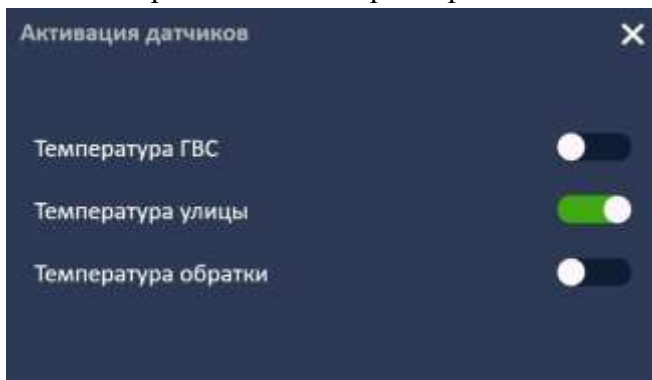 Активация датчиков
Температура ГВС
Температура улицы
Температура обратки